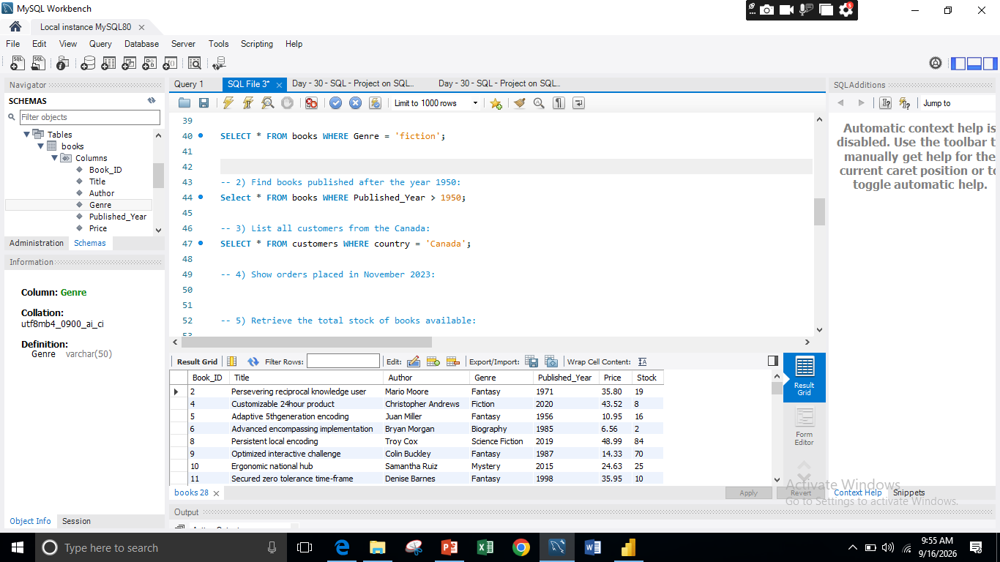 MySQL Workbench
5
Local instance MySQL80
File Edit View Query Database Server Tools Scripting Help
Navigator
SCHEMAS
Filter objects
Tables
books
Columns
Book_ID
Title
Author
Genre
Published_Year
Price
Administration Schemas
Information
Column: Genre
Collation:
utf8mb4_0900_ai_ci
Definition:
Genre varchar(50)
Object Info Session
Query 1 SQL File 3* Day - 30 - SQL - Project on SQL... Day - 30 - SQL - Project on SQL...
Limit to 1000 rows
39
40 SELECT * FROM books WHERE Genre = 'fiction';
41
42
43 -- 2) Find books published after the year 1950:
44 Select * FROM books WHERE Published_Year > 1950;
45
46 -- 3) List all customers from the Canada:
47 SELECT * FROM customers WHERE country = 'Canada';
48
49 -- 4) Show orders placed in November 2023:
50
51
52 -- 5) Retrieve the total stock of books available:
53
Result Grid Filter Rows: Edit: Export/Import: Wrap Cell Content:
Book_ID Title Author Genre Published_Year Price Stock
2 Persevering reciprocal knowledge user Mario Moore Fantasy 1971 35.80 19
4 Customizable 24hour product Christopher Andrews Fiction 2020 43.52 8
5 Adaptive 5thgeneration encoding Juan Miller Fantasy 1956 10.95 16
6 Advanced encompassing implementation Bryan Morgan Biography 1985 6.56 2
8 Persistent local encoding Troy Cox Science Fiction 2019 48.99 84
9 Optimized interactive challenge Colin Buckley Fantasy 1987 14.33 70
10 Ergonomic national hub Samantha Ruiz Mystery 2015 24.63 25
11 Secured zero tolerance time-frame Denise Barnes Fantasy 1998 35.95 10
Result Grid
Form Editor
books 28
Apply Revert
Output
SQLAdditions
Jump to
Automatic context help is
disabled. Use the toolbar t
manually get help for the
current caret position or to
toggle automatic help.
Context Help Snippets
Activate Windows
Go to Settings to activate Windows.
Type here to search
9:55 AM
9/16/2026